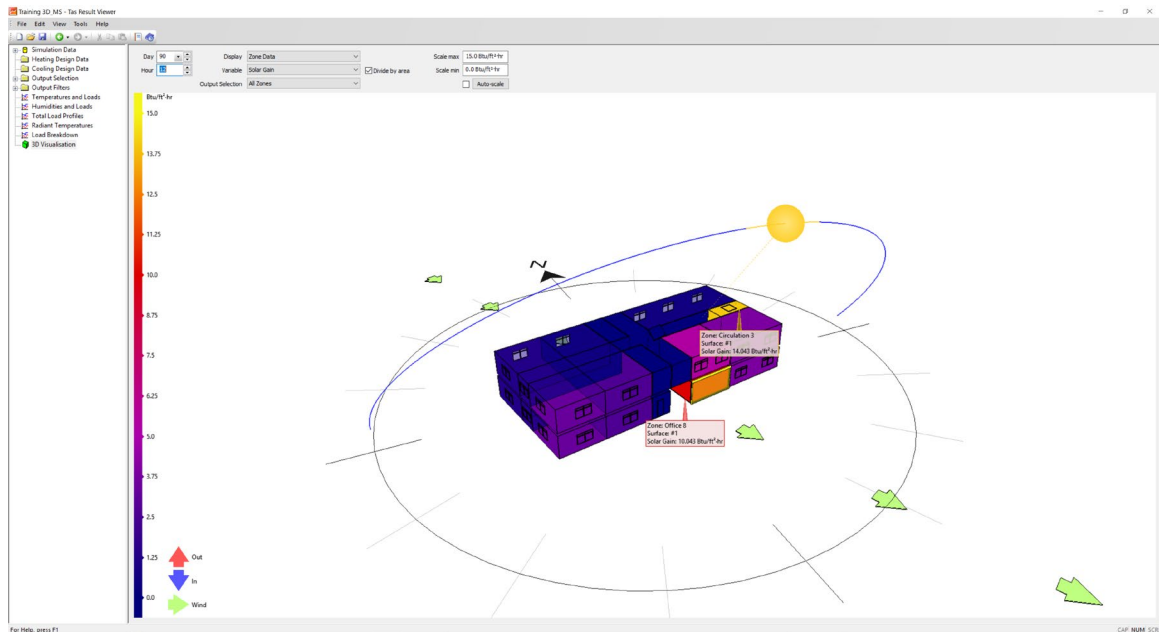 Training 3D_MS - Tas Result Viewer
File Edit View Tools Help
Simulation Data
Heating Design Data
Cooling Design Data
Output Selection
Output Filters
Temperatures and Loads
Humidities and Loads
Total Load Profiles
Radiant Temperatures
Load Breakdown
3D Visualisation
Day 90 Display Zone Data Scale max 15.0 Btu/ft²·hr
Hour 12 Variable Solar Gain Divide by area Scale min 0.0 Btu/ft²·hr
Output Selection All Zones Auto-scale
Btu/ft²·hr
15.0
13.75
12.5
11.25
10.0
8.75
7.5
6.25
5.0
3.75
2.5
1.25
0.0
N
Zone: Circulation 3
Surface: #1
Solar Gain: 14.043 Btu/ft²·hr
Zone: Office 8
Surface: #1
Solar Gain: 10.043 Btu/ft²·hr
Out
In
Wind
For Help, press F1
CAP NUM SCR